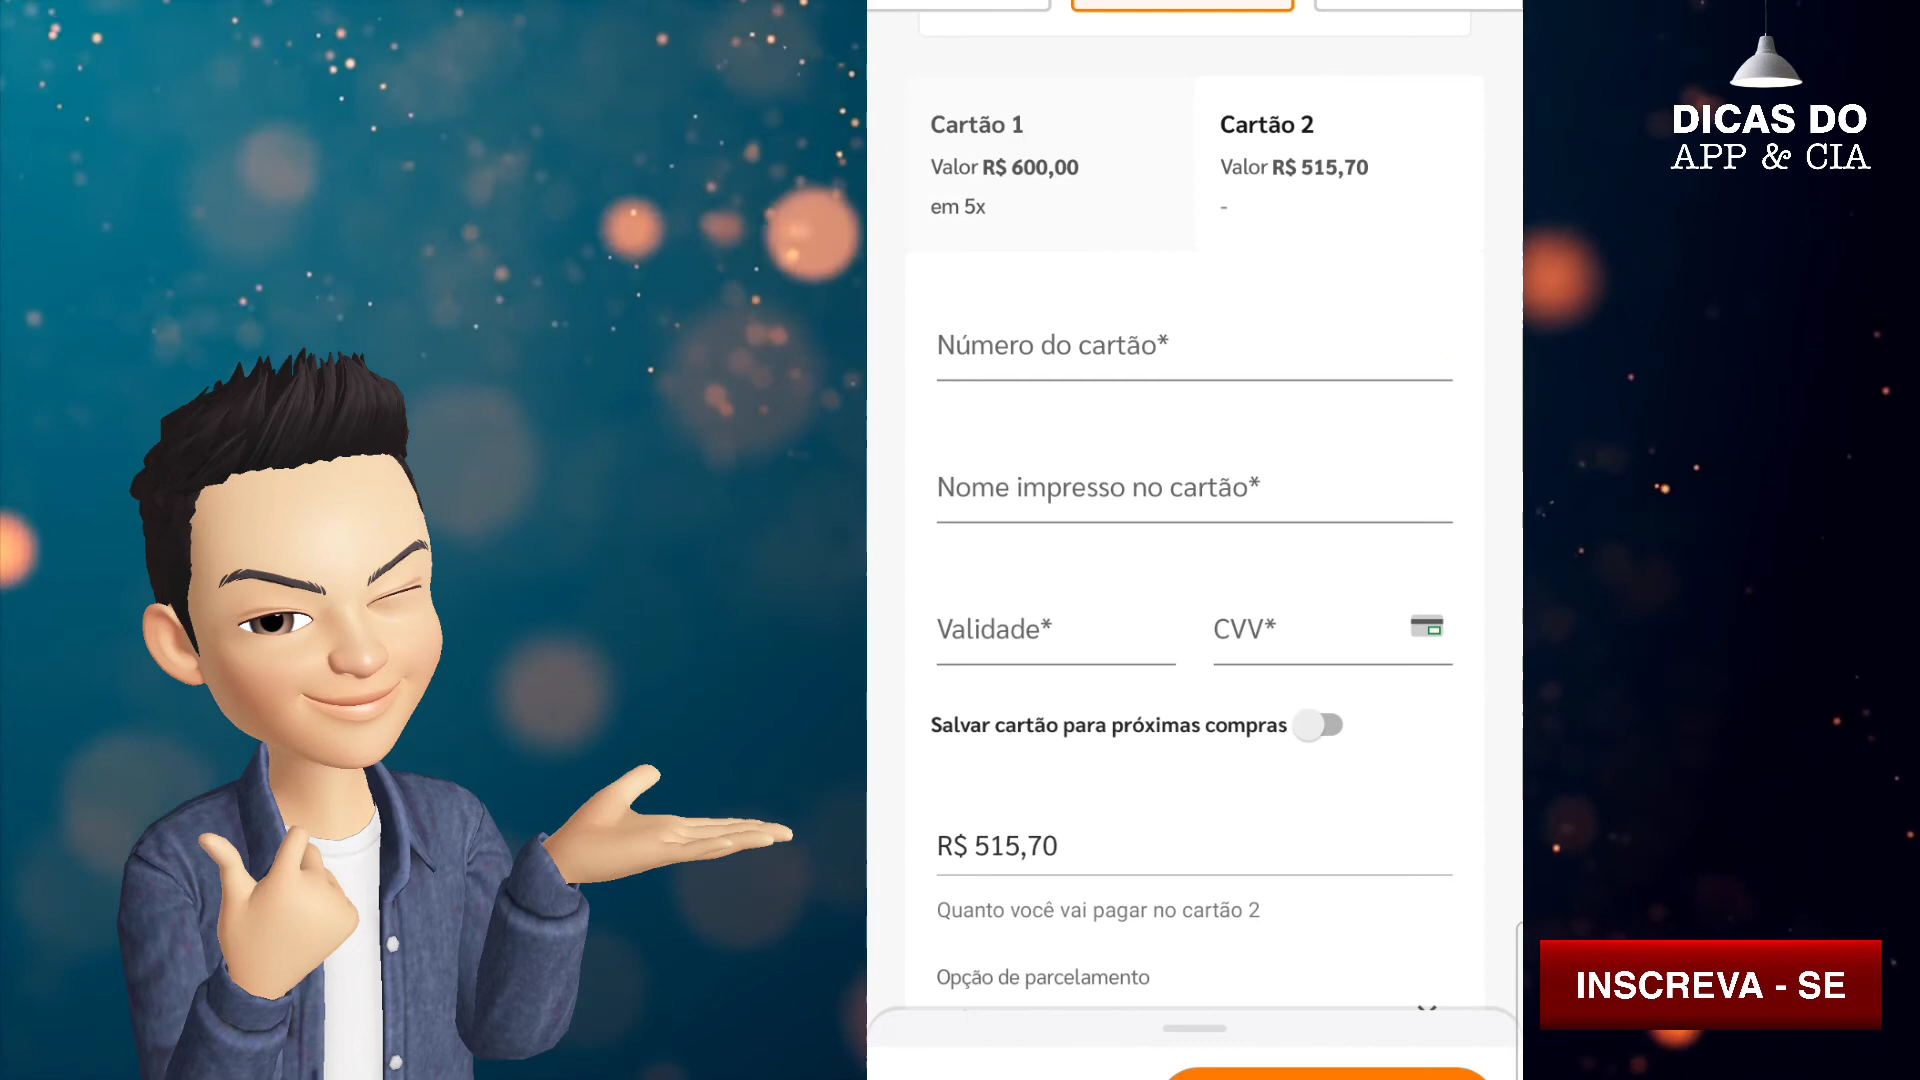 Cartão 1
Valor R$ 600,00
em 5x
Cartão 2
Valor R$ 515,70
-
Número do cartão*
Nome impresso no cartão*
Validade*
CVV*
Salvar cartão para próximas compras
R$ 515,70
Quanto você vai pagar no cartão 2
Opção de parcelamento
DICAS DO
APP & CIA
INSCREVA - SE